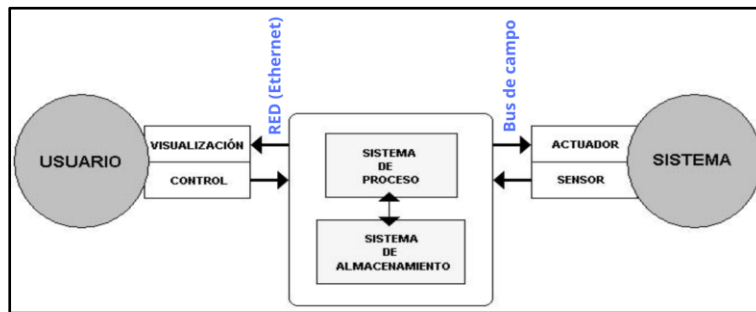 RED (Ethernet)
Bus de campo
USUARIO
VISUALIZACIÓN
CONTROL
SISTEMA
DE
PROCESO
SISTEMA
DE
ALMACENAMIENTO
ACTUADOR
SENSOR
SISTEMA